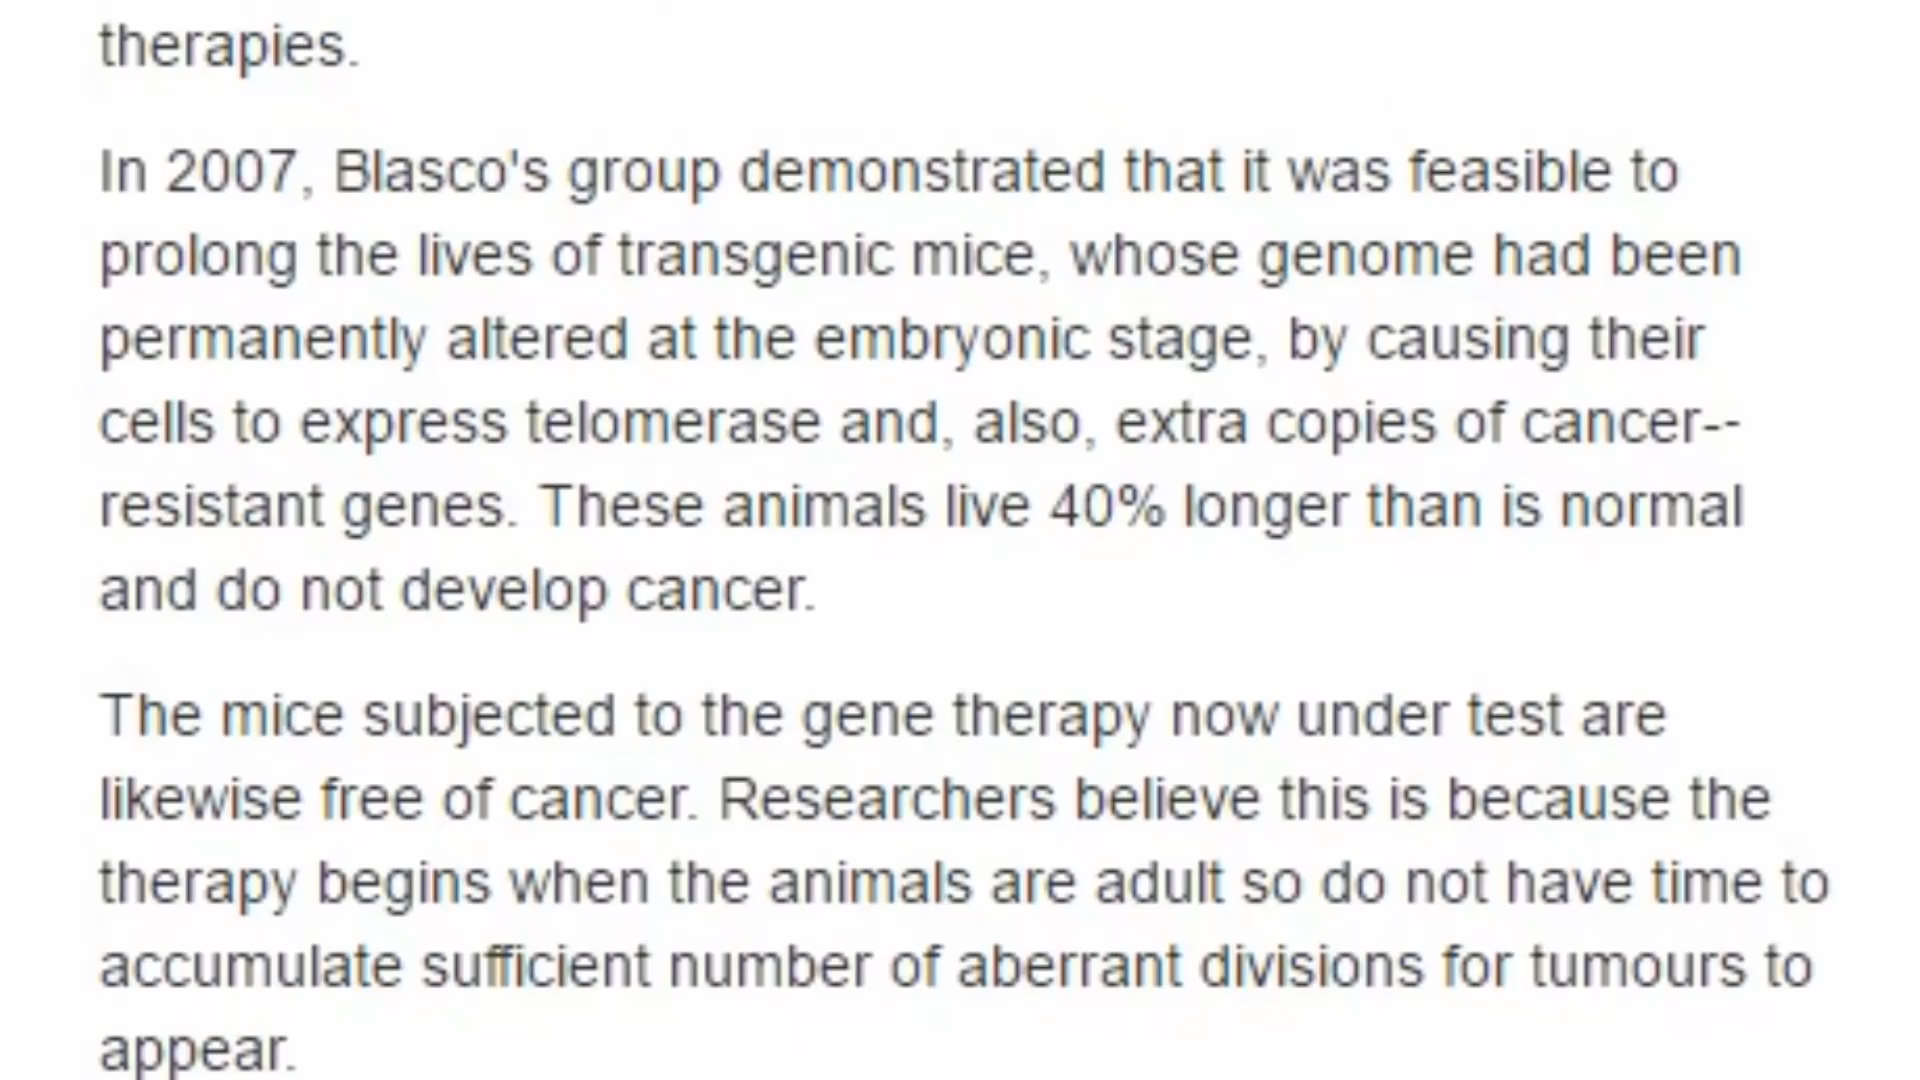 therapies.
In 2007, Blasco's group demonstrated that it was feasible to
prolong the lives of transgenic mice, whose genome had been
permanently altered at the embryonic stage, by causing their
cells to express telomerase and, also, extra copies of cancer--
resistant genes. These animals live 40% longer than is normal
and do not develop cancer.
The mice subjected to the gene therapy now under test are
likewise free of cancer. Researchers believe this is because the
therapy begins when the animals are adult so do not have time to
accumulate sufficient number of aberrant divisions for tumours to
appear.